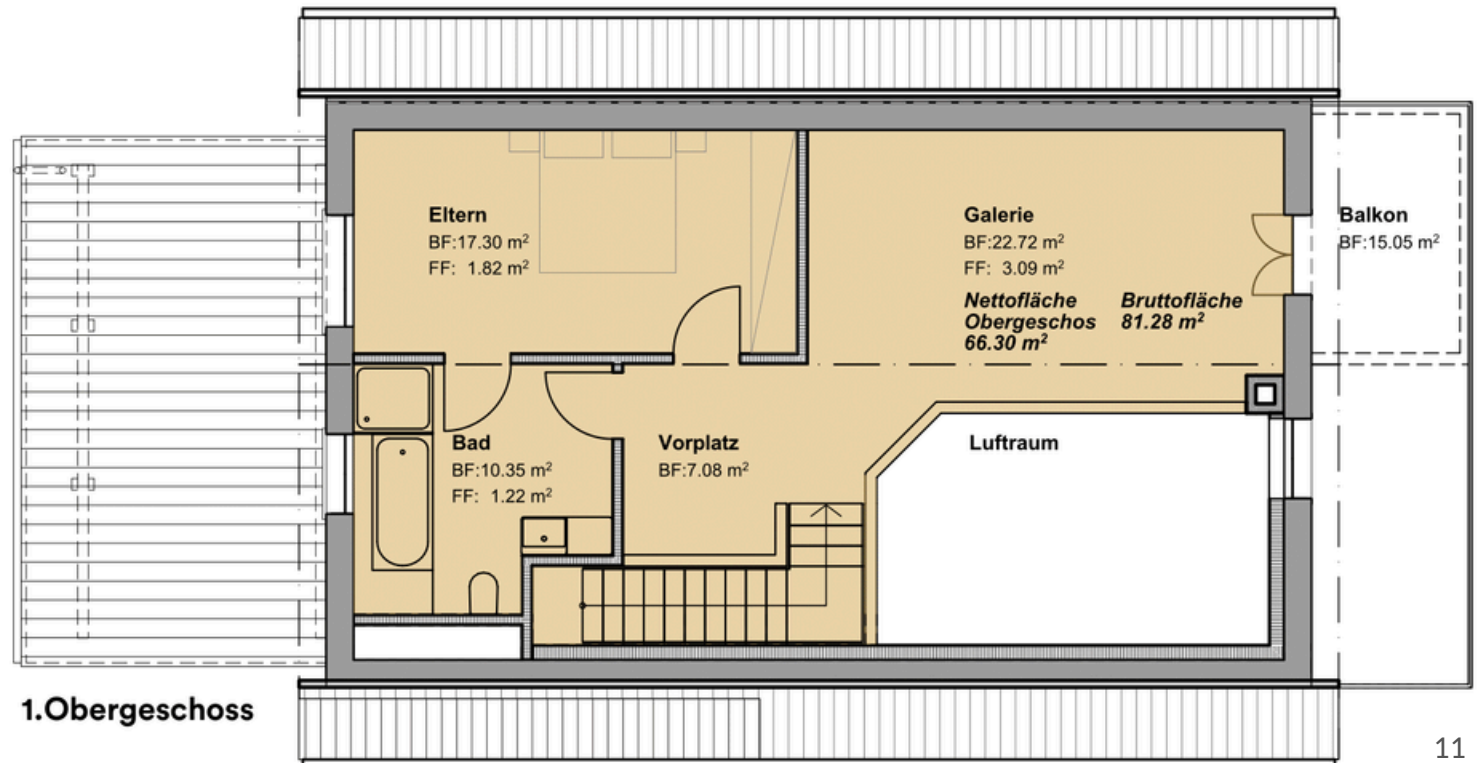 Eltern
BF:17.30 m²
FF: 1.82 m²
Galerie
BF:22.72 m²
FF: 3.09 m²
Nettofläche
Obergeschos
66.30 m²
Bruttofläche
81.28 m²
Balkon
BF:15.05 m²
Bad
BF:10.35 m²
FF: 1.22 m²
Vorplatz
BF:7.08 m²
Luftraum
1.Obergeschoss
11